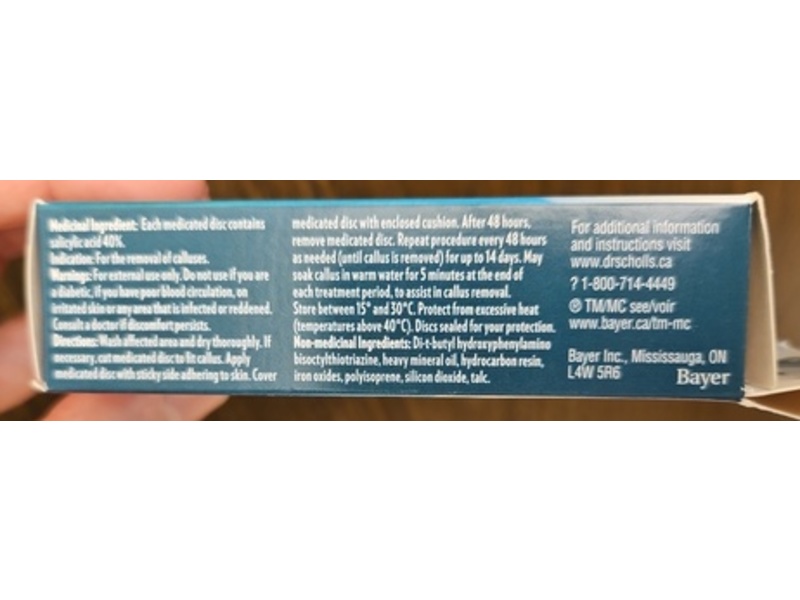 Medicinal Ingredient: Each medicated disc contains
salicylic acid 40%.
Indication: For the removal of calluses.
Warnings: For external use only. Do not use if you are
a diabetic, if you have poor blood circulation, on
irritated skin or any area that is infected or reddened.
Consult a doctor if discomfort persists.
Directions: Wash affected area and dry thoroughly. If
necessary, cut medicated disc to fit callus. Apply
medicated disc with sticky side adhering to skin. Cover
medicated disc with enclosed cushion. After 48 hours,
remove medicated disc. Repeat procedure every 48 hours
as needed (until callus is removed) for up to 14 days. May
soak callus in warm water for 5 minutes at the end of
each treatment period, to assist in callus removal.
Store between 15° and 30°C. Protect from excessive heat
(temperatures above 40°C). Discs sealed for your protection.
Non-medicinal Ingredients: Di-t-butyl hydroxyphenylamino
bisoctylthiotriazine, heavy mineral oil, hydrocarbon resin,
iron oxides, polyisoprene, silicon dioxide, talc.
For additional information
and instructions visit
www.drscholls.ca
? 1-800-714-4449
® TM/MC see/voir
www.bayer.ca/tm-mc
Bayer Inc., Mississauga, ON
L4W 5R6
Bayer